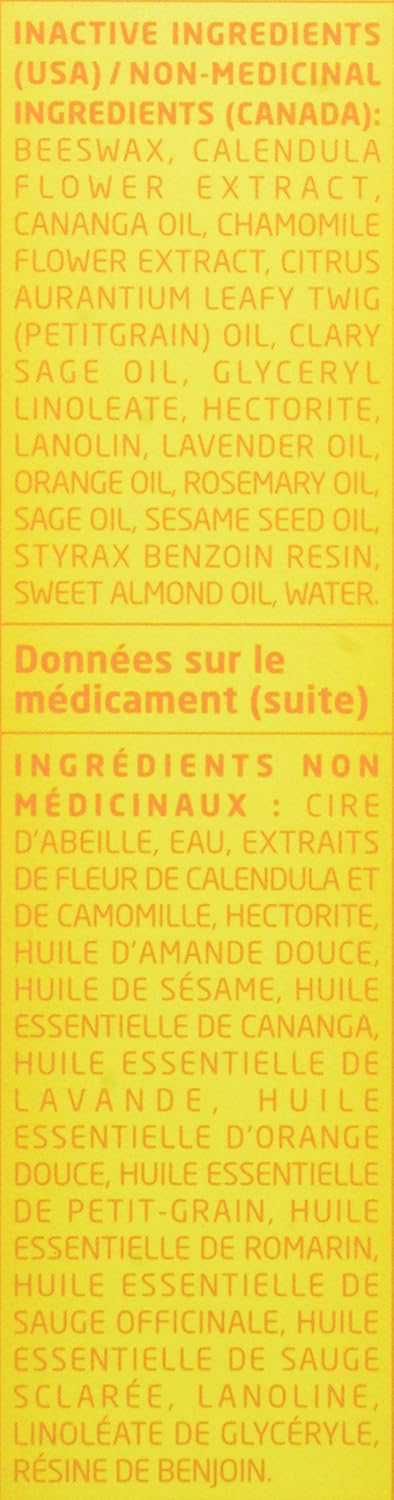 INACTIVE INGREDIENTS
(USA) / NON-MEDICINAL
INGREDIENTS (CANADA):
BEESWAX, CALENDULA
FLOWER EXTRACT,
CANANGA OIL, CHAMOMILE
FLOWER EXTRACT, CITRUS
AURANTIUM LEAFY TWIG
(PETITGRAIN) OIL, CLARY
SAGE OIL, GLYCERYL
LINOLEATE, HECTORITE,
LANOLIN, LAVENDER OIL,
ORANGE OIL, ROSEMARY OIL,
SAGE OIL, SESAME SEED OIL,
STYRAX BENZOIN RESIN,
SWEET ALMOND OIL, WATER.
Données sur le
médicament (suite)
INGRÉDIENTS NON
MÉDICINAUX : CIRE
D'ABEILLE, EAU, EXTRAITS
DE FLEUR DE CALENDULA ET
DE CAMOMILLE, HECTORITE,
HUILE D'AMANDE DOUCE,
HUILE DE SÉSAME, HUILE
ESSENTIELLE DE CANANGA,
HUILE ESSENTIELLE DE
LAVANDE, HUILE
ESSENTIELLE D'ORANGE
DOUCE, HUILE ESSENTIELLE
DE PETIT-GRAIN, HUILE
ESSENTIELLE DE ROMARIN,
HUILE ESSENTIELLE DE
SAUGE OFFICINALE, HUILE
ESSENTIELLE DE SAUGE
SCLARÉE, LANOLINE,
LINOLÉATE DE GLYCÉRYLE,
RÉSINE DE BENJOIN.